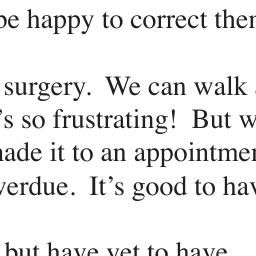 be happy to correct them
surgery.  We can walk
's so frustrating!  But w
made it to an appointmen
verdue.  It's good to hav
but have yet to have